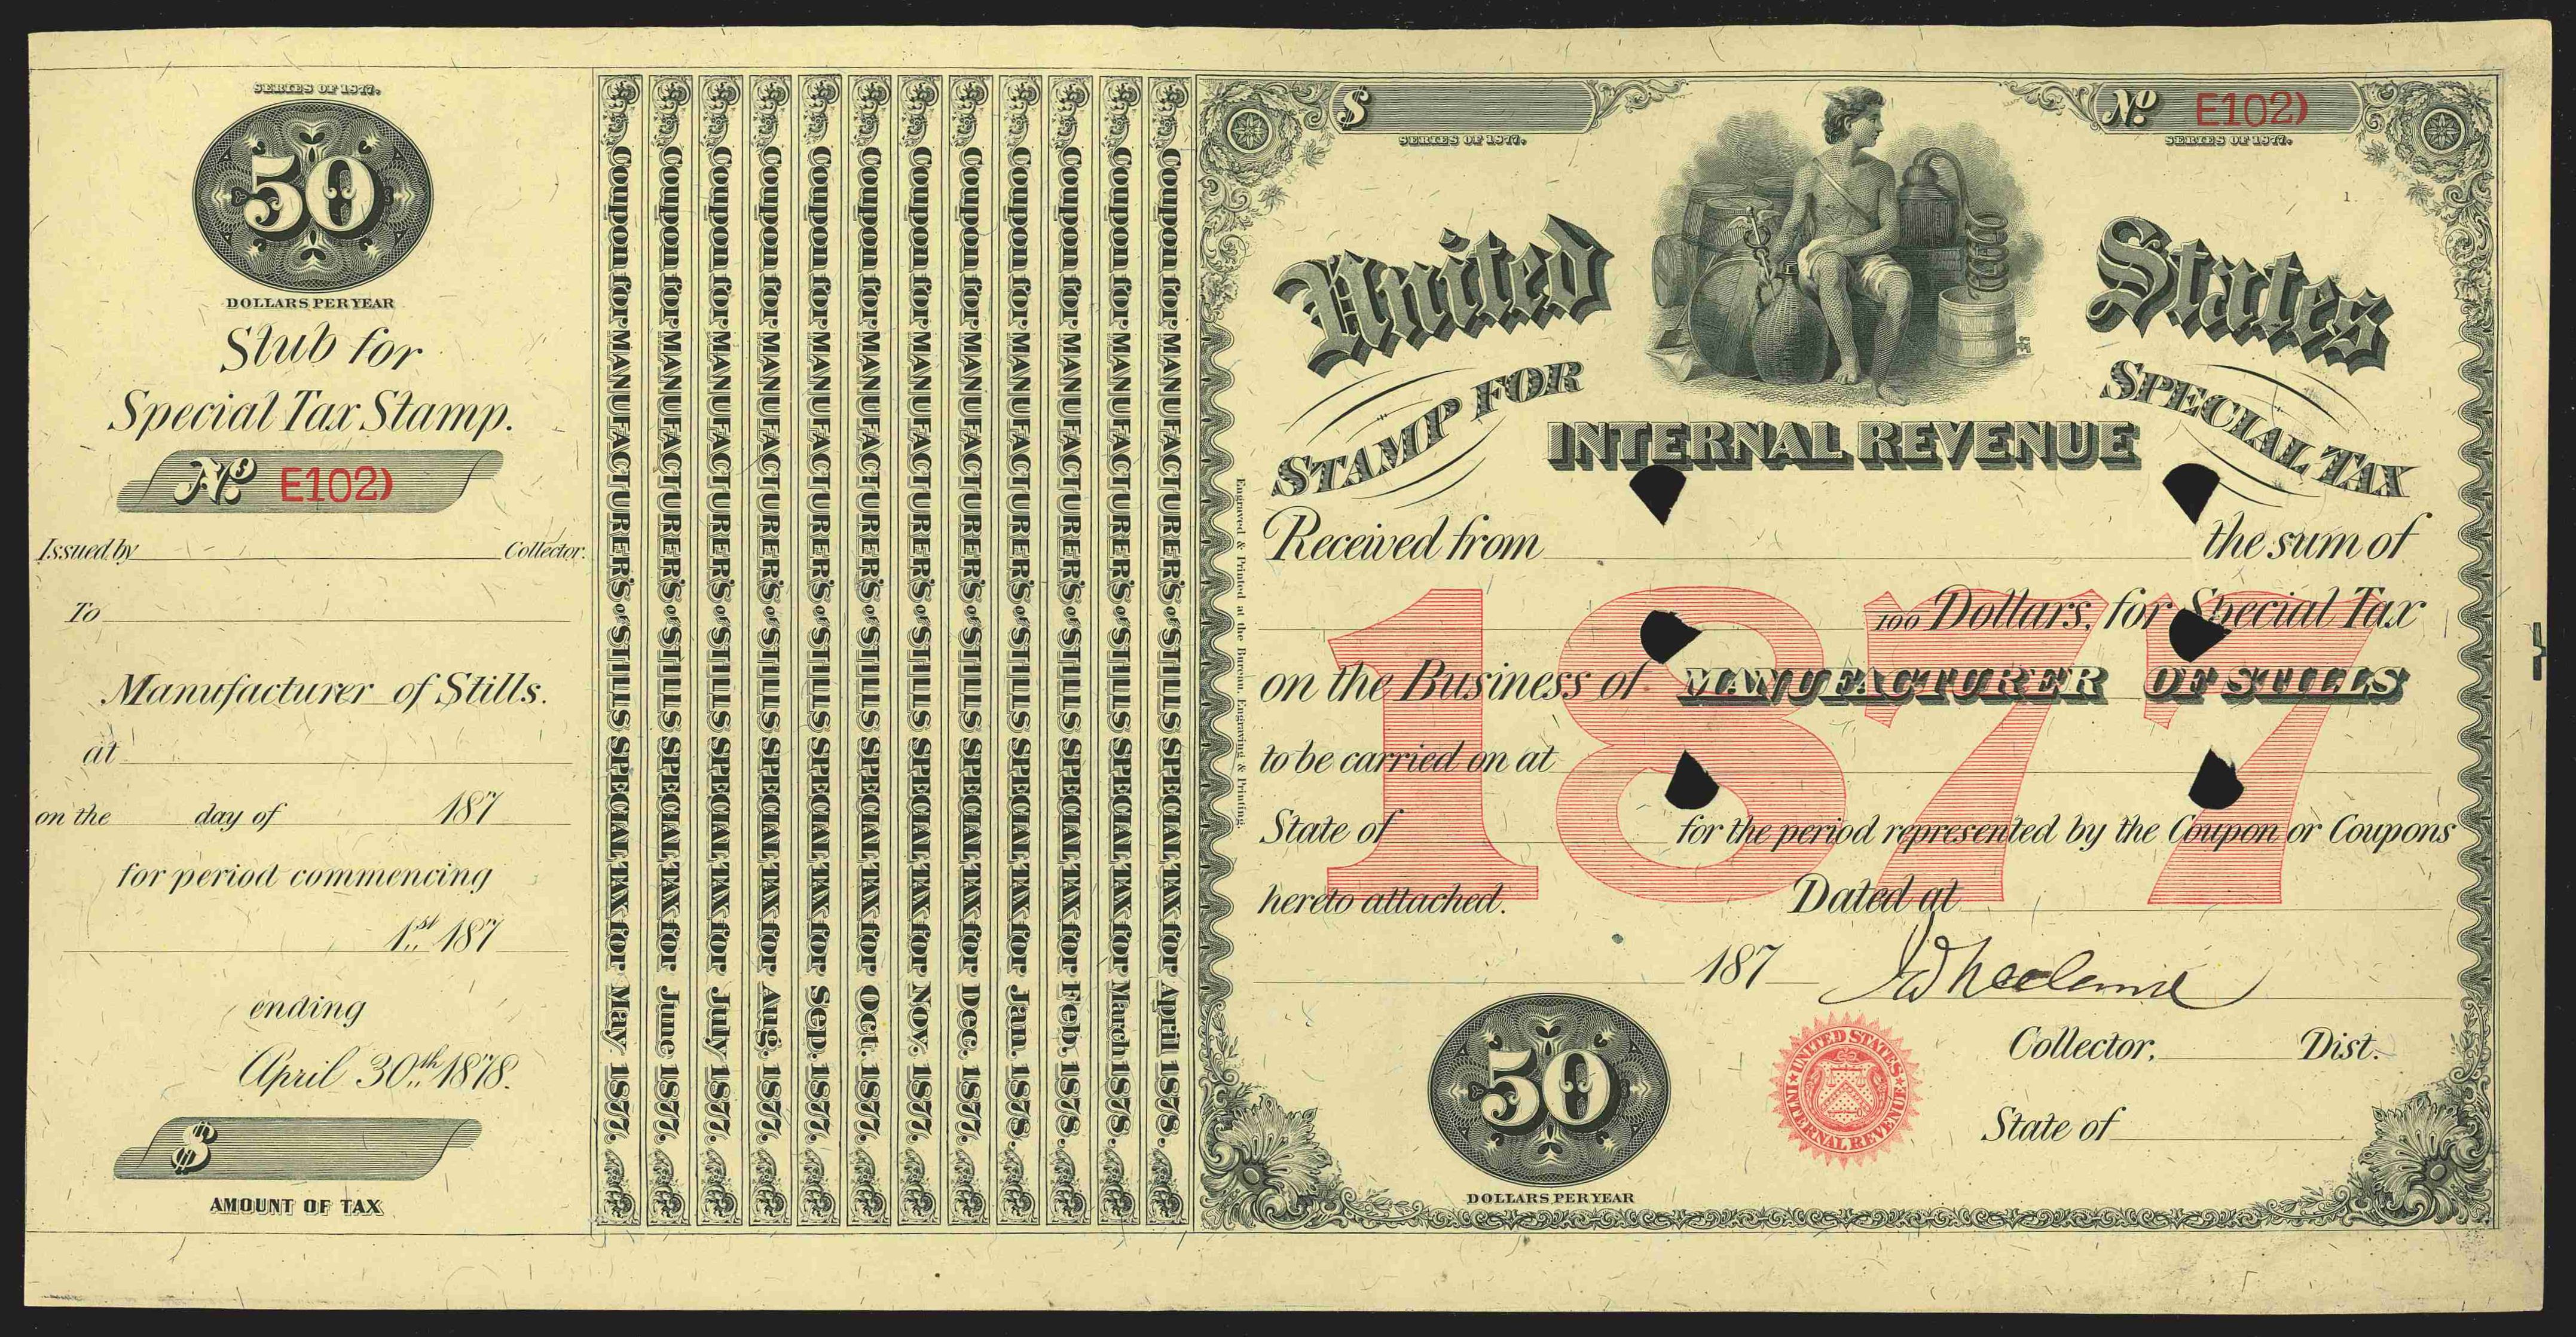 SERIES OF 1877.
50
DOLLARS PER YEAR
Stub for
Special Tax Stamp.
No. E102)
Issued by Collector.
To
Manufacturer of Stills.
at
on the day of 187
for period commencing
1st 187
ending
April 30th 1878.
$
AMOUNT OF TAX
Coupon for MANUFACTURER'S of STILLS SPECIAL TAX for May 1877.
Coupon for MANUFACTURER'S of STILLS SPECIAL TAX for June 1877.
Coupon for MANUFACTURER'S of STILLS SPECIAL TAX for July 1877.
Coupon for MANUFACTURER'S of STILLS SPECIAL TAX for Aug. 1877.
Coupon for MANUFACTURER'S of STILLS SPECIAL TAX for Sep. 1877.
Coupon for MANUFACTURER'S of STILLS SPECIAL TAX for Oct. 1877.
Coupon for MANUFACTURER'S of STILLS SPECIAL TAX for Nov. 1877.
Coupon for MANUFACTURER'S of STILLS SPECIAL TAX for Dec. 1877.
Coupon for MANUFACTURER'S of STILLS SPECIAL TAX for Jan. 1878.
Coupon for MANUFACTURER'S of STILLS SPECIAL TAX for Feb. 1878.
Coupon for MANUFACTURER'S of STILLS SPECIAL TAX for March 1878.
Coupon for MANUFACTURER'S of STILLS SPECIAL TAX for April 1878.
Engraved & Printed at the Bureau, Engraving & Printing.
$
SERIES OF 1877.
No. E102)
SERIES OF 1877.
1
United States
STAMP FOR INTERNAL REVENUE SPECIAL TAX
Received from the sum of
100 Dollars, for Special Tax
on the Business of MANUFACTURER OF STILLS
to be carried on at
State of for the period represented by the Coupon or Coupons
hereto attached. Dated at
1877
187
Collector, Dist.
State of
50
DOLLARS PER YEAR
UNITED STATES INTERNAL REVENUE